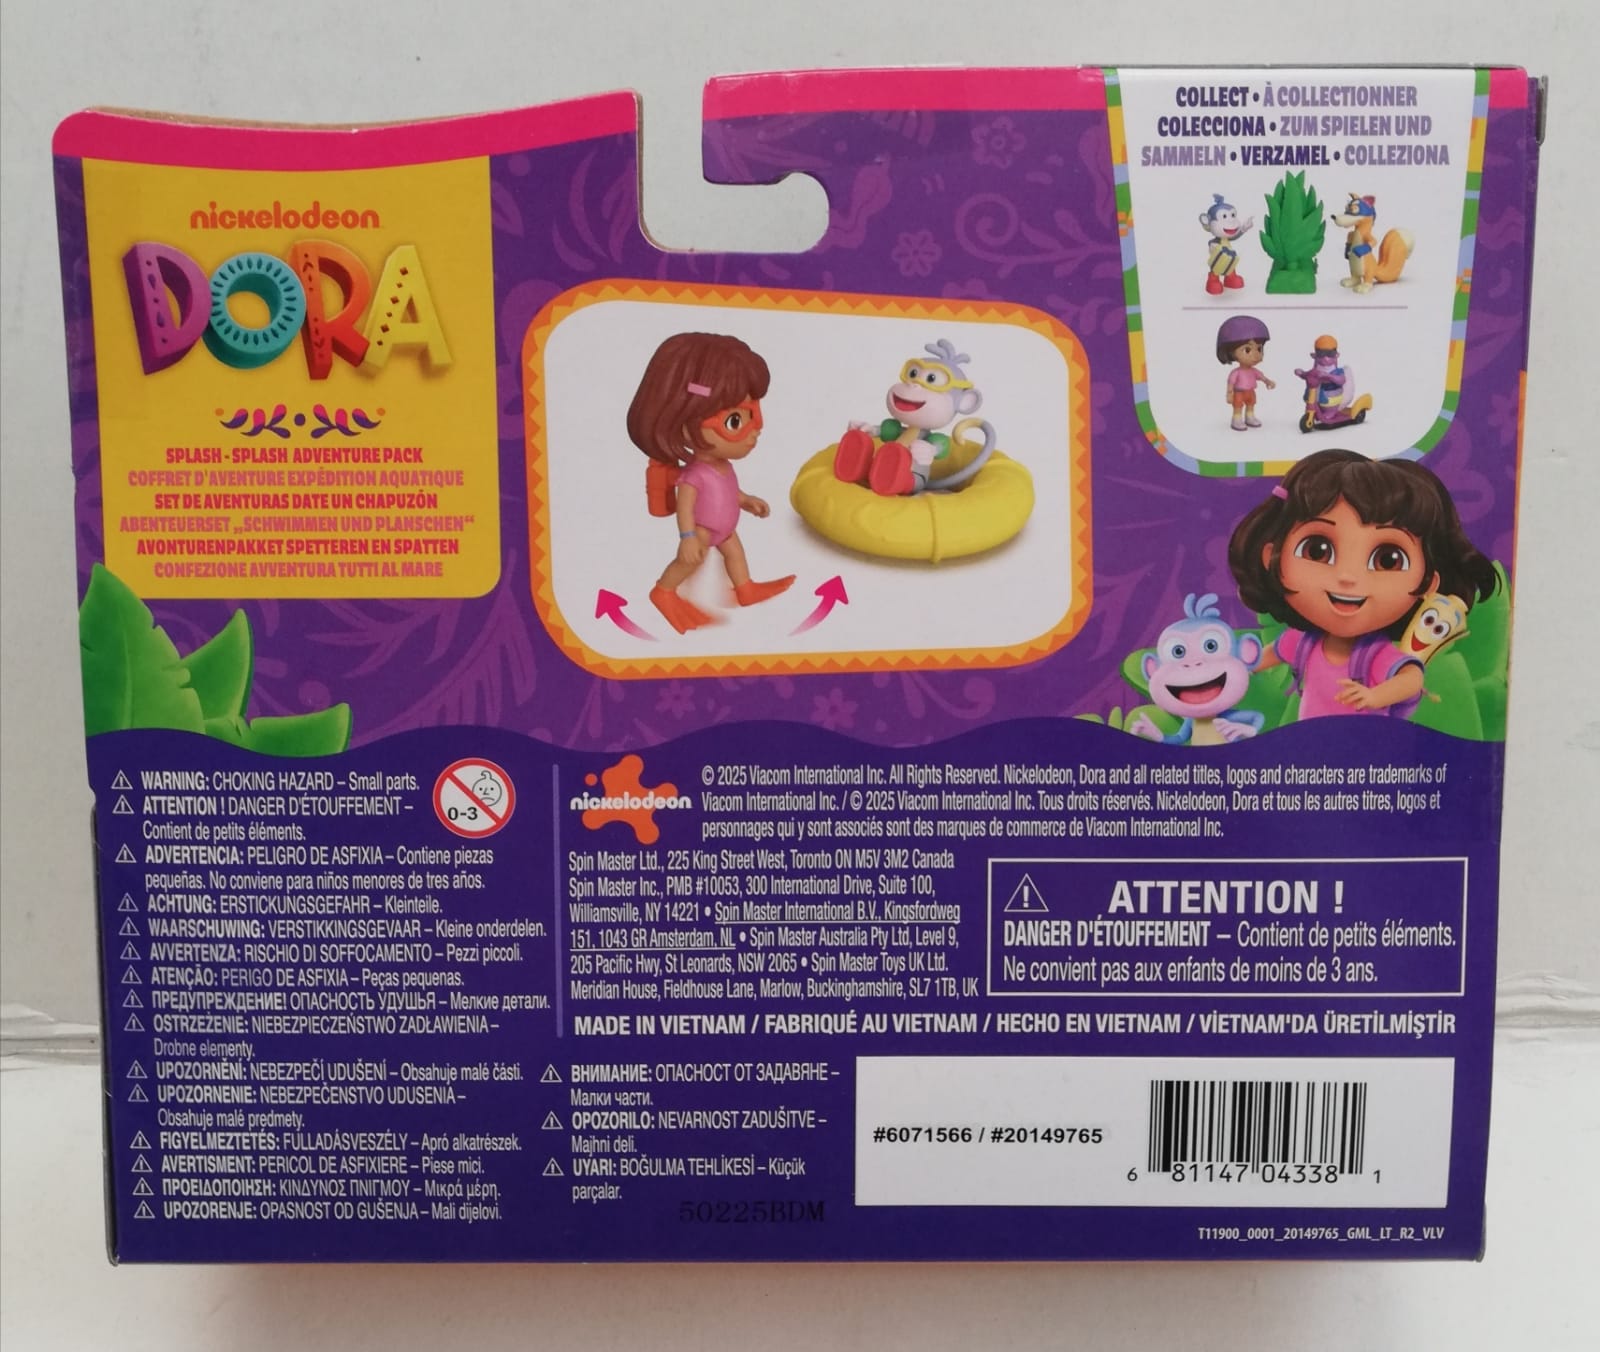 COLLECT • À COLLECTIONNER
COLECCIONA • ZUM SPIELEN UND
SAMMELN • VERZAMEL • COLLEZIONA
nickelodeon
DORA
SPLASH - SPLASH ADVENTURE PACK
COFFRET D'AVENTURE EXPÉDITION AQUATIQUE
SET DE AVENTURAS DATE UN CHAPUZÓN
ABENTEUERSET „SCHWIMMEN UND PLANSCHEN“
AVONTURENPAKKET SPETTEREN EN SPATTEN
CONFEZIONE AVVENTURA TUTTI AL MARE
⚠ WARNING: CHOKING HAZARD – Small parts.
⚠ ATTENTION ! DANGER D'ÉTOUFFEMENT –
Contient de petits éléments.
0-3
⚠ ADVERTENCIA: PELIGRO DE ASFIXIA – Contiene piezas
pequeñas. No conviene para niños menores de tres años.
⚠ ACHTUNG: ERSTICKUNGSGEFAHR – Kleinteile.
⚠ WAARSCHUWING: VERSTIKKINGSGEVAAR – Kleine onderdelen.
⚠ AVVERTENZA: RISCHIO DI SOFFOCAMENTO – Pezzi piccoli.
⚠ ATENÇÃO: PERIGO DE ASFIXIA – Peças pequenas.
⚠ ПРЕДУПРЕЖДЕНИЕ! ОПАСНОСТЬ УДУШЬЯ – Мелкие детали.
⚠ OSTRZEŻENIE: NIEBEZPIECZEŃSTWO ZADŁAWIENIA –
Drobne elementy.
⚠ UPOZORNĚNÍ: NEBEZPEČÍ UDUŠENÍ – Obsahuje malé části.
⚠ UPOZORNENIE: NEBEZPEČENSTVO UDUSENIA –
Obsahuje malé predmety.
⚠ FIGYELMEZTETÉS: FULLADÁSVESZÉLY – Apró alkatrészek.
⚠ AVERTISMENT: PERICOL DE ASFIXIERE – Piese mici.
⚠ ΠΡΟΕΙΔΟΠΟΙΗΣΗ: ΚΙΝΔΥΝΟΣ ΠΝΙΓΜΟΥ – Μικρά μέρη.
⚠ UPOZORENJE: OPASNOST OD GUŠENJA – Mali dijelovi.
nickelodeon
© 2025 Viacom International Inc. All Rights Reserved. Nickelodeon, Dora and all related titles, logos and characters are trademarks of
Viacom International Inc. / © 2025 Viacom International Inc. Tous droits réservés. Nickelodeon, Dora et tous les autres titres, logos et
personnages qui y sont associés sont des marques de commerce de Viacom International Inc.
Spin Master Ltd., 225 King Street West, Toronto ON M5V 3M2 Canada
Spin Master Inc., PMB #10053, 300 International Drive, Suite 100,
Williamsville, NY 14221 • Spin Master International B.V., Kingsfordweg
151, 1043 GR Amsterdam, NL • Spin Master Australia Pty Ltd, Level 9,
205 Pacific Hwy, St Leonards, NSW 2065 • Spin Master Toys UK Ltd.
Meridian House, Fieldhouse Lane, Marlow, Buckinghamshire, SL7 1TB, UK
⚠ ATTENTION !
DANGER D'ÉTOUFFEMENT – Contient de petits éléments.
Ne convient pas aux enfants de moins de 3 ans.
MADE IN VIETNAM / FABRIQUÉ AU VIETNAM / HECHO EN VIETNAM / VİETNAM'DA ÜRETİLMİŞTİR
⚠ ВНИМАНИЕ: ОПАСНОСТ ОТ ЗАДАВЯНЕ –
Малки части.
⚠ OPOZORILO: NEVARNOST ZADUŠITVE –
Majhni deli.
⚠ UYARI: BOĞULMA TEHLİKESİ – Küçük
parçalar.
50225BDM
#6071566 / #20149765
6 81147 04338 1
T11900_0001_20149765_GML_LT_R2_VLV